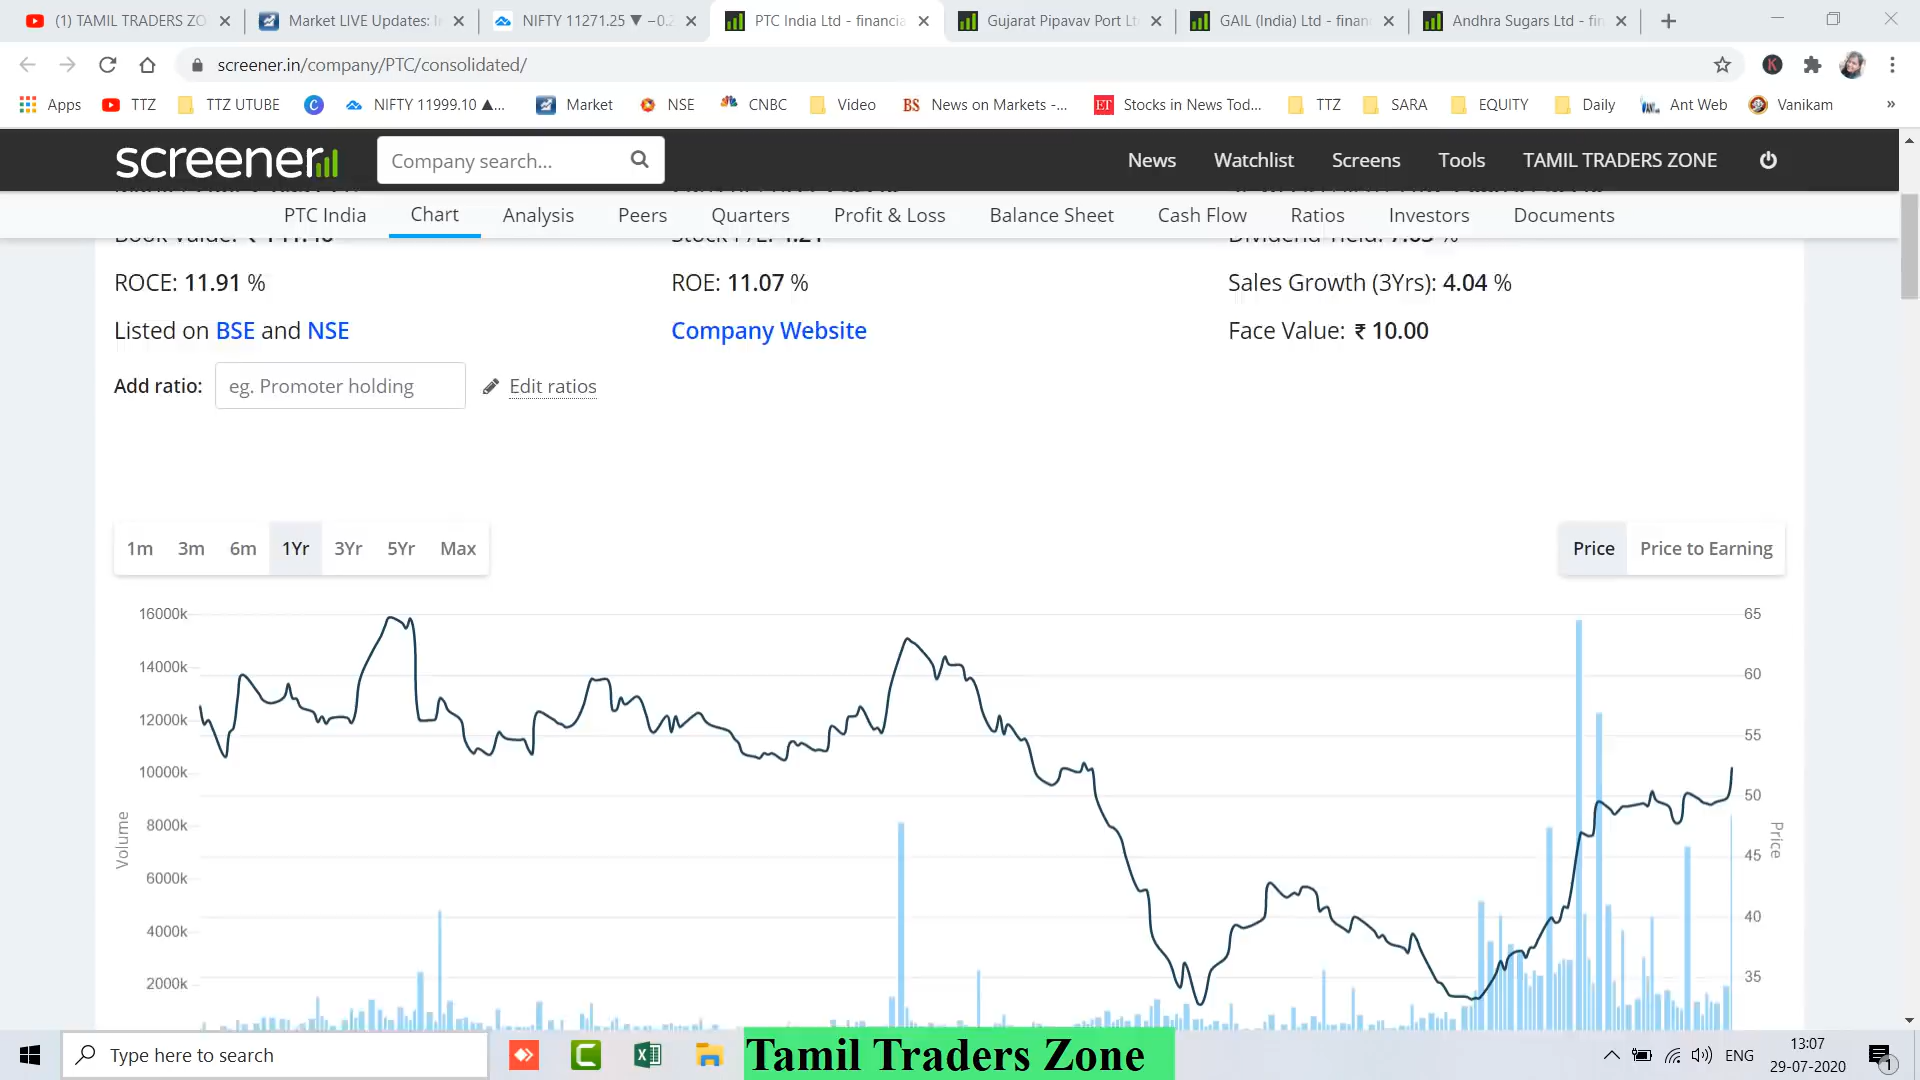 (1) TAMIL TRADERS ZO
Market LIVE Updates: I
NIFTY 11271.25 ▼ −0.2
PTC India Ltd - financia
Gujarat Pipavav Port Lt
GAIL (India) Ltd - finan
Andhra Sugars Ltd - fin
screener.in/company/PTC/consolidated/
K
Apps
TTZ
TTZ UTUBE
C
NIFTY 11999.10 ▲...
Market
NSE
CNBC
Video
BS News on Markets -...
ET Stocks in News Tod...
TTZ
SARA
EQUITY
Daily
Ant Web
Vanikam
»
screener
Company search...
News
Watchlist
Screens
Tools
TAMIL TRADERS ZONE
PTC India
Chart
Analysis
Peers
Quarters
Profit & Loss
Balance Sheet
Cash Flow
Ratios
Investors
Documents
ROCE: 11.91 %
ROE: 11.07 %
Sales Growth (3Yrs): 4.04 %
Listed on BSE and NSE
Company Website
Face Value: ₹ 10.00
Add ratio:
eg. Promoter holding
Edit ratios
1m 3m 6m 1Yr 3Yr 5Yr Max
Price
Price to Earning
16000k
14000k
12000k
10000k
8000k
6000k
4000k
2000k
Volume
65
60
55
50
45
40
35
Price
Type here to search
Tamil Traders Zone
ENG
13:07
29-07-2020
1